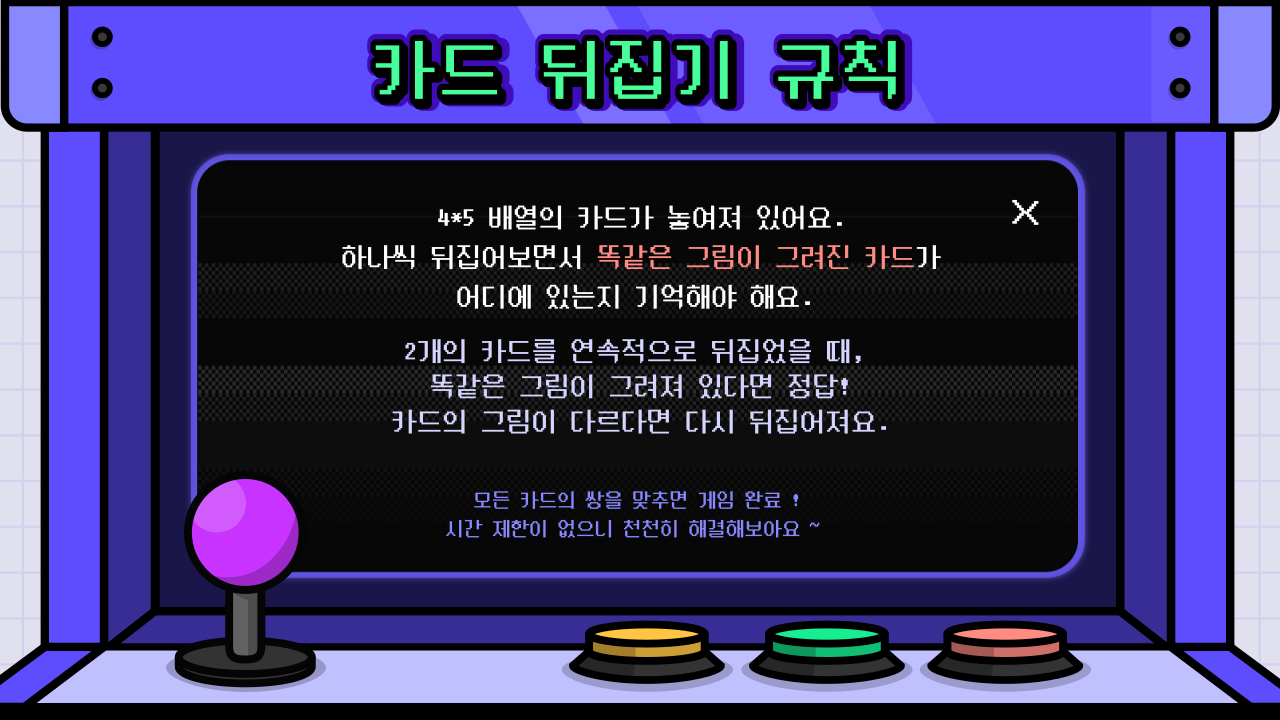 카드 뒤집기 규칙
4*5 배열의 카드가 놓여져 있어요.
하나씩 뒤집어보면서 똑같은 그림이 그려진 카드가
어디에 있는지 기억해야 해요.
2개의 카드를 연속적으로 뒤집었을 때,
똑같은 그림이 그려져 있다면 정답!
카드의 그림이 다르다면 다시 뒤집어져요.
모든 카드의 쌍을 맞추면 게임 완료 !
시간 제한이 없으니 천천히 해결해보아요 ~